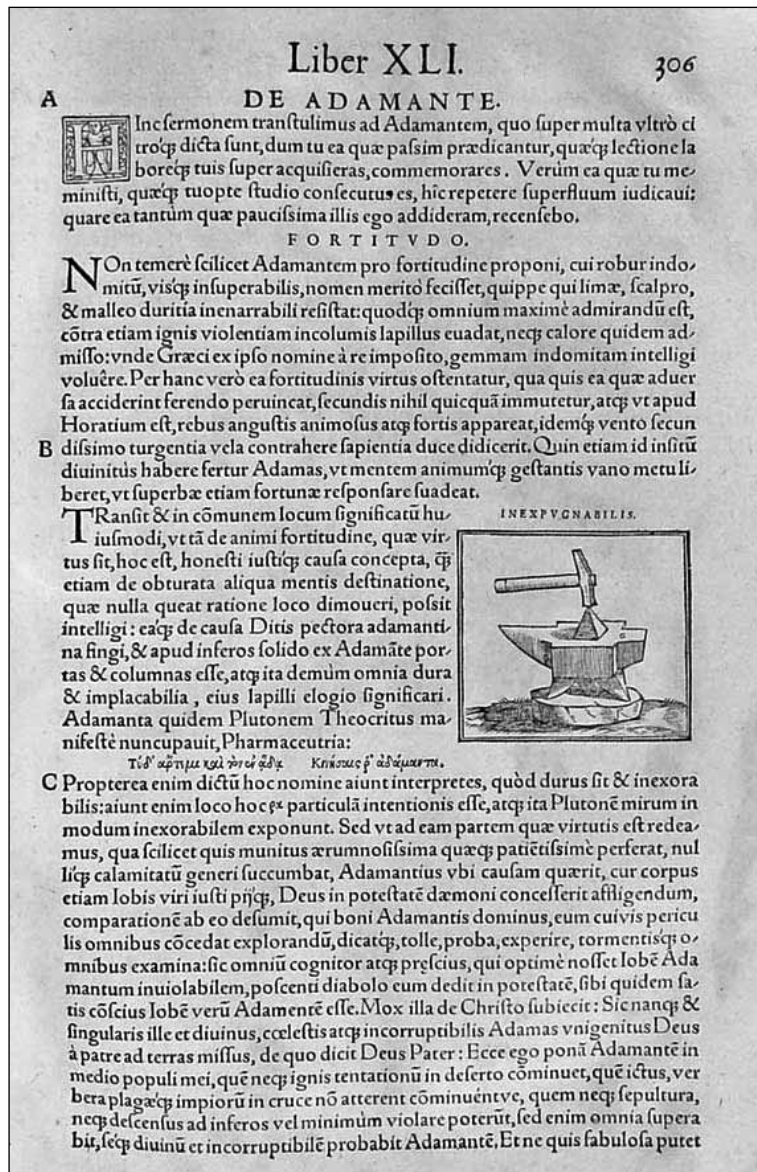 Liber XLI.
306
A
DE ADAMANTE.
HInc sermonem transtulimus ad Adamantem, quo super multa vltrò ci
troq́ꝫ dicta sunt, dum tu ea quæ passim prædicantur, quæq́ꝫ lectione la
boreq́ꝫ tuis super acquisieras, commemorares. Verùm ea quæ tu me-
ministi, quæq́ꝫ tuopte studio consecutus es, hîc repetere superfluum iudicaui:
quare ea tantùm quæ paucissima illis ego addideram, recensebo.
FORTITVDO.
NOn temerè scilicet Adamantem pro fortitudine proponi, cui robur indo-
mitũ, visq́ꝫ insuperabilis, nomen meritò fecisset, quippe qui limæ, scalpro,
& malleo duritia inenarrabili resistat: quodq́ꝫ omnium maximè admirandũ est,
cõtra etiam ignis violentiam incolumis lapillus euadat, neqꝫ calore quidem ad-
misso: vnde Græci ex ipso nomine à re imposito, gemmam indomitam intelligi
voluêre. Per hanc verò ea fortitudinis virtus ostentatur, qua quis ea quæ aduer
sa acciderint ferendo peruincat, secundis nihil quicquã immutetur, atqꝫ vt apud
Horatium est, rebus angustis animosus atqꝫ fortis appareat, idemq́ꝫ vento secun
B dissimo turgentia vela contrahere sapientia duce didicerit. Quin etiam id insitũ
diuinitùs habere fertur Adamas, vt mentem animumq́ꝫ gestantis vano metu li-
beret, vt superbæ etiam fortunæ responsare suadeat.
TRansit & in cõmunem locum significatũ hu-
iusmodi, vt tã de animi fortitudine, quæ vir-
tus sit, hoc est, honesti iustiq́ꝫ causa concepta, q̃ꝫ
etiam de obturata aliqua mentis destinatione,
quæ nulla queat ratione loco dimoueri, possit
intelligi: eaq́ꝫ de causa Ditis pectora adamanti-
na fingi, & apud inferos solido ex Adamãte por-
tas & columnas esse, atqꝫ ita demùm omnia dura
& implacabilia, eius lapilli elogio significari.
Adamanta quidem Plutonem Theocritus ma-
nifestè nuncupauit, Pharmaceutria:
INEXPVGNABILIS.
C Propterea enim dictũ hoc nomine aiunt interpretes, quòd durus sit & inexora
bilis: aiunt enim loco hoc particulã intentionis esse, atqꝫ ita Plutonẽ mirum in
modum inexorabilem exponunt. Sed vt ad eam partem quæ virtutis est redea-
mus, qua scilicet quis munitus ærumnosissima quæqꝫ patiẽtissimè perferat, nul
liq́ꝫ calamitatũ generi succumbat, Adamantius vbi causam quærit, cur corpus
etiam Iobis viri iusti pijq́ꝫ, Deus in potestatẽ dæmoni concesserit affligendum,
comparationẽ ab eo desumit, qui boni Adamantis dominus, eum cuivis pericu
lis omnibus cõcedat explorandũ, dicatq́ꝫ, tolle, proba, experire, tormentisq́ꝫ o-
mnibus examina: sic omniũ cognitor atqꝫ pręscius, qui optimè nosset Iobẽ Ada
mantum inuiolabilem, poscenti diabolo eum dedit in potestatẽ, sibi quidem sa-
tis cõscius Iobẽ verũ Adamentẽ esse. Mox illa de Christo subiecit: Sic nanqꝫ &
singularis ille et diuinus, cœlestis atqꝫ incorruptibilis Adamas vnigenitus Deus
à patre ad terras missus, de quo dicit Deus Pater: Ecce ego ponã Adamantẽ in
medio populi mei, quẽ neqꝫ ignis tentationũ in deserto cõminuet, quẽ ictus, ver
bera plagæq́ꝫ impiorũ in cruce nõ atterent cõminuẽntve, quem neqꝫ sepultura,
neqꝫ descensus ad inferos vel minimùm violare poterũt, sed enim omnia supera
bit, seq́ꝫ diuinũ et incorruptibilẽ probabit Adamantẽ. Et ne quis fabulosa putet